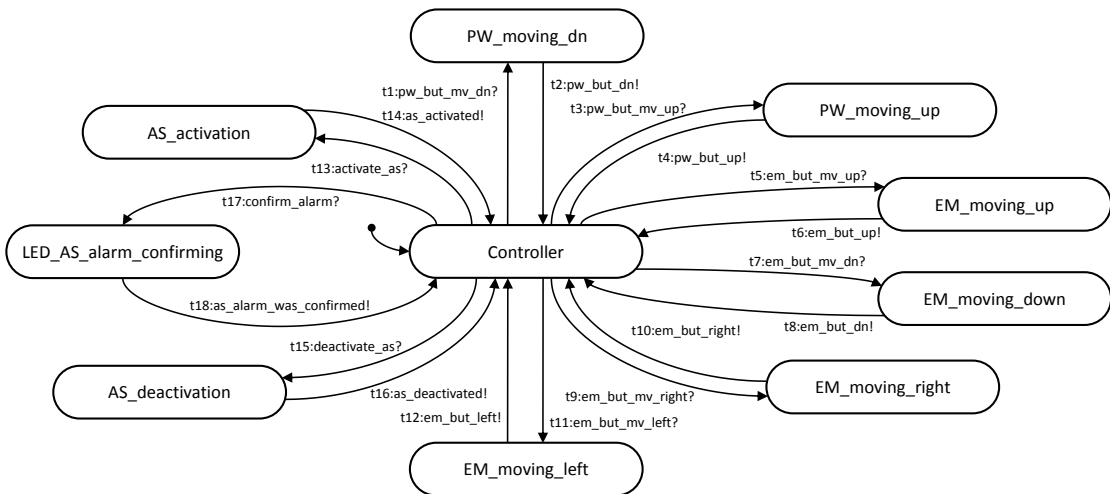 PW_moving_dn
t1:pw_but_mv_dn?
t2:pw_but_dn!
t14:as_activated!
t3:pw_but_mv_up?
PW_moving_up
AS_activation
t4:pw_but_up!
t13:activate_as?
t5:em_but_mv_up?
t17:confirm_alarm?
EM_moving_up
t6:em_but_up!
LED_AS_alarm_confirming
Controller
t7:em_but_mv_dn?
EM_moving_down
t18:as_alarm_was_confirmed!
t8:em_but_dn!
t10:em_but_right!
t15:deactivate_as?
AS_deactivation
EM_moving_right
t16:as_deactivated!
t9:em_but_mv_right?
t12:em_but_left!
t11:em_but_mv_left?
EM_moving_left